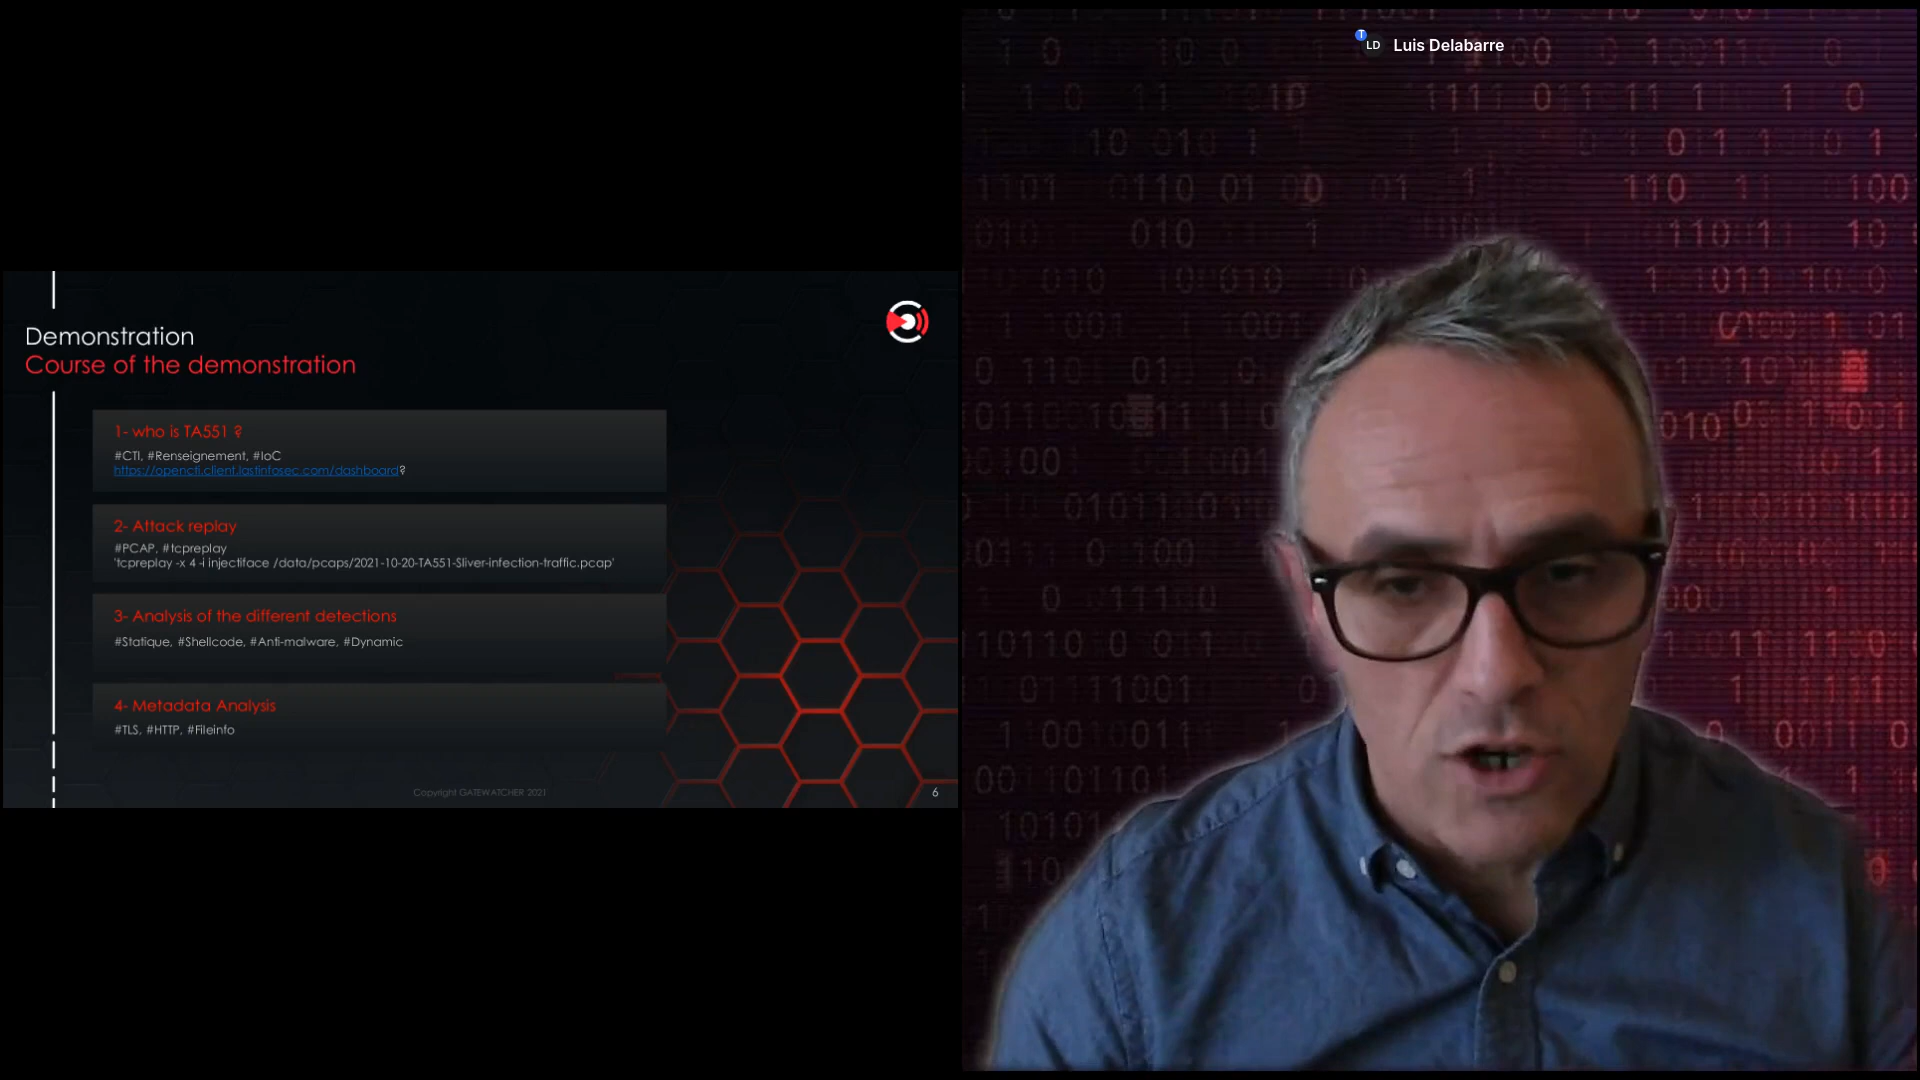 Demonstration
Course of the demonstration
1- who is TA551 ?
#CTI, #Renseignement, #IoC
https://opencti.client.lastinfosec.com/dashboard?
2- Attack replay
#PCAP, #tcpreplay
'tcpreplay -x 4 -i injectiface /data/pcaps/2021-10-20-TA551-Sliver-infection-traffic.pcap'
3- Analysis of the different detections
#Statique, #Shellcode, #Anti-malware, #Dynamic
4- Metadata Analysis
#TLS, #HTTP, #Fileinfo
Copyright GATEWATCHER 2021
6
T
LD Luis Delabarre